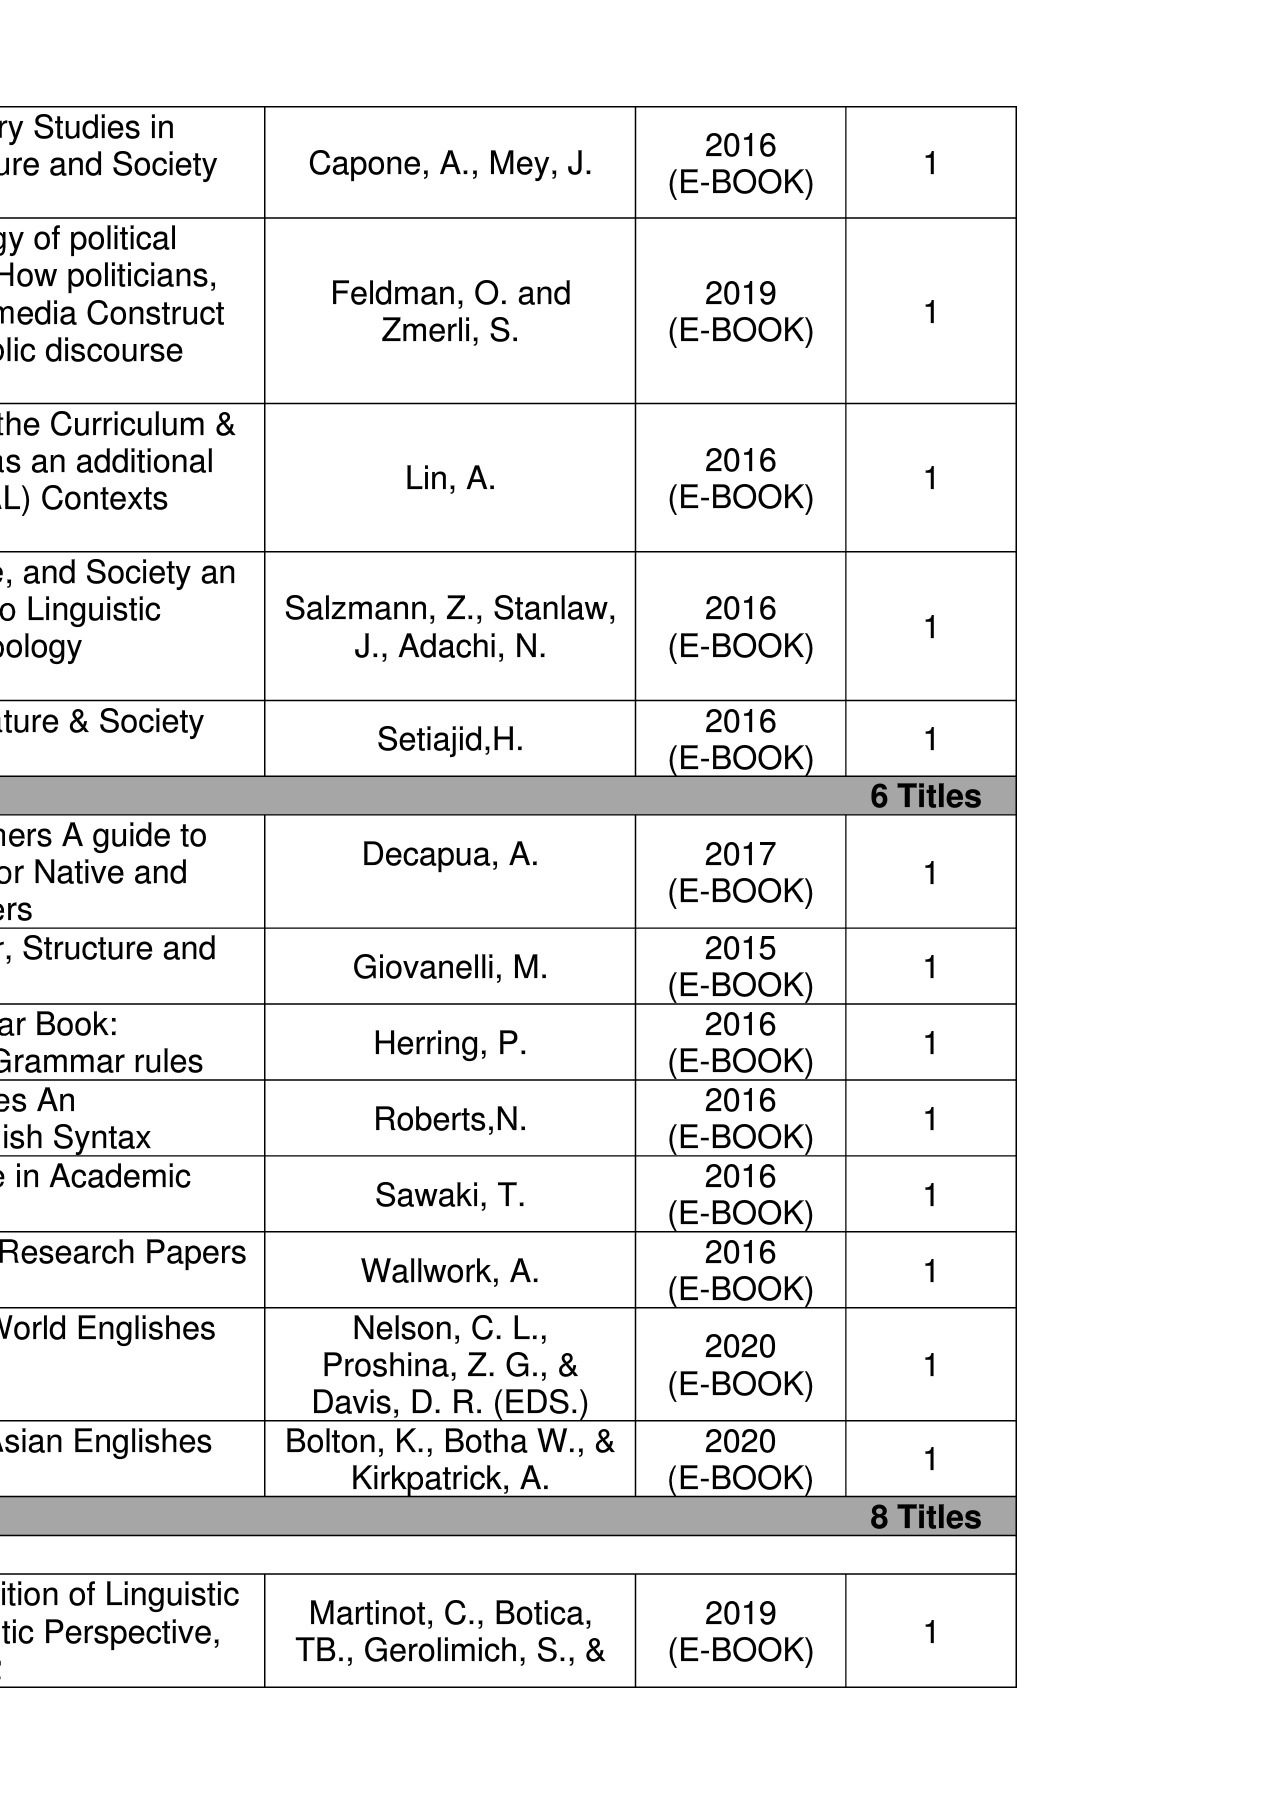 ry Studies in
ure and Society
Capone, A., Mey, J.
2016
(E-BOOK)
1
gy of political
How politicians,
media Construct
blic discourse
Feldman, O. and
Zmerli, S.
2019
(E-BOOK)
1
the Curriculum &
as an additional
AL) Contexts
Lin, A.
2016
(E-BOOK)
1
e, and Society an
o Linguistic
pology
Salzmann, Z., Stanlaw,
J., Adachi, N.
2016
(E-BOOK)
1
ature & Society
Setiajid,H.
2016
(E-BOOK)
1
6 Titles
hers A guide to
or Native and
ers
Decapua, A.
2017
(E-BOOK)
1
r, Structure and
Giovanelli, M.
2015
(E-BOOK)
1
ar Book:
Grammar rules
Herring, P.
2016
(E-BOOK)
1
es An
lish Syntax
Roberts,N.
2016
(E-BOOK)
1
e in Academic
Sawaki, T.
2016
(E-BOOK)
1
Research Papers
Wallwork, A.
2016
(E-BOOK)
1
World Englishes
Nelson, C. L.,
Proshina, Z. G., &
Davis, D. R. (EDS.)
2020
(E-BOOK)
1
Asian Englishes
Bolton, K., Botha W., &
Kirkpatrick, A.
2020
(E-BOOK)
1
8 Titles
ition of Linguistic
tic Perspective,
Martinot, C., Botica,
TB., Gerolimich, S., &
2019
(E-BOOK)
1